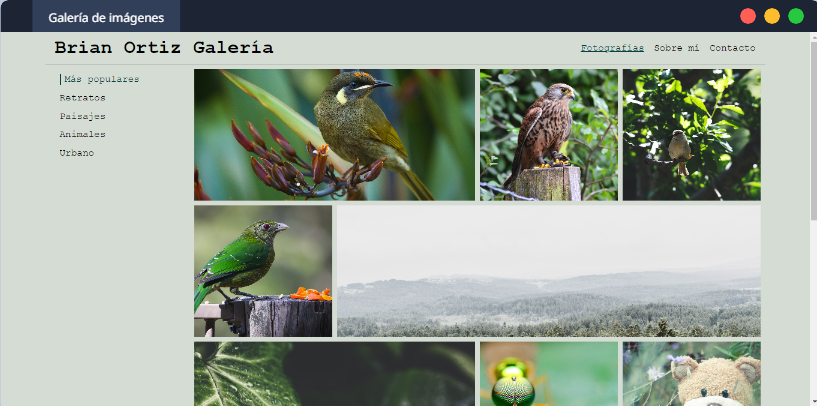 Galería de imágenes
Brian Ortiz Galería
Fotografías Sobre mí Contacto
Más populares
Retratos
Paisajes
Animales
Urbano